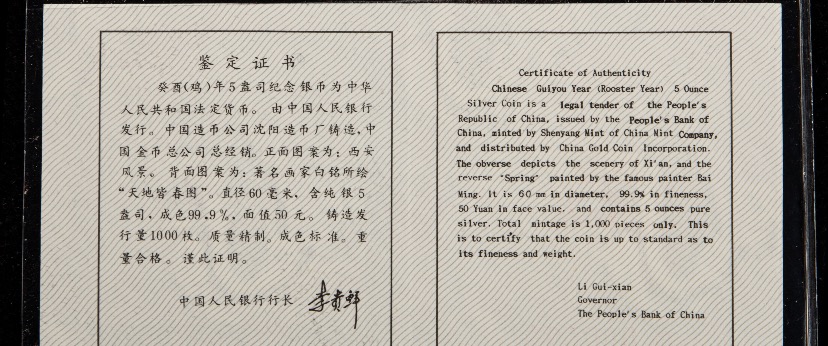 鉴定证书
癸酉(鸡)年5盎司纪念银币为中华
人民共和国法定货币。 由中国人民银行
发行。中国造币公司沈阳造币厂铸造,中
国金币总公司总经销。正面图案为:西安
风景。 背面图案为:著名画家白铭所绘
“天地皆春图”。直径60毫米, 含纯银5
盎司, 成色99.9%, 面值50元。 铸造发
行量1000枚。质量精制。成色标准。重
量合格。 谨此证明。
中国人民银行行长 李贵鲜
Certificate of Authenticity
Chinese Guiyou Year (Rooster Year) 5 Ounce
Silver Coin is a legal tender of the People's
Republic of China, issued by the People's Bank of
China, minted by Shenyang Mint of China Mint Company,
and distributed by China Gold Coin Incorporation.
The obverse depicts the scenery of Xi'an, and the
reverse "Spring" painted by the famous painter Bai
Ming. It is 60 mm in diameter, 99.9% in fineness,
50 Yuan in face value, and contains 5 ounces pure
silver. Total mintage is 1,000 pieces only. This
is to certify that the coin is up to standard as to
its fineness and weight.
Li Gui-xian
Governor
The People's Bank of China